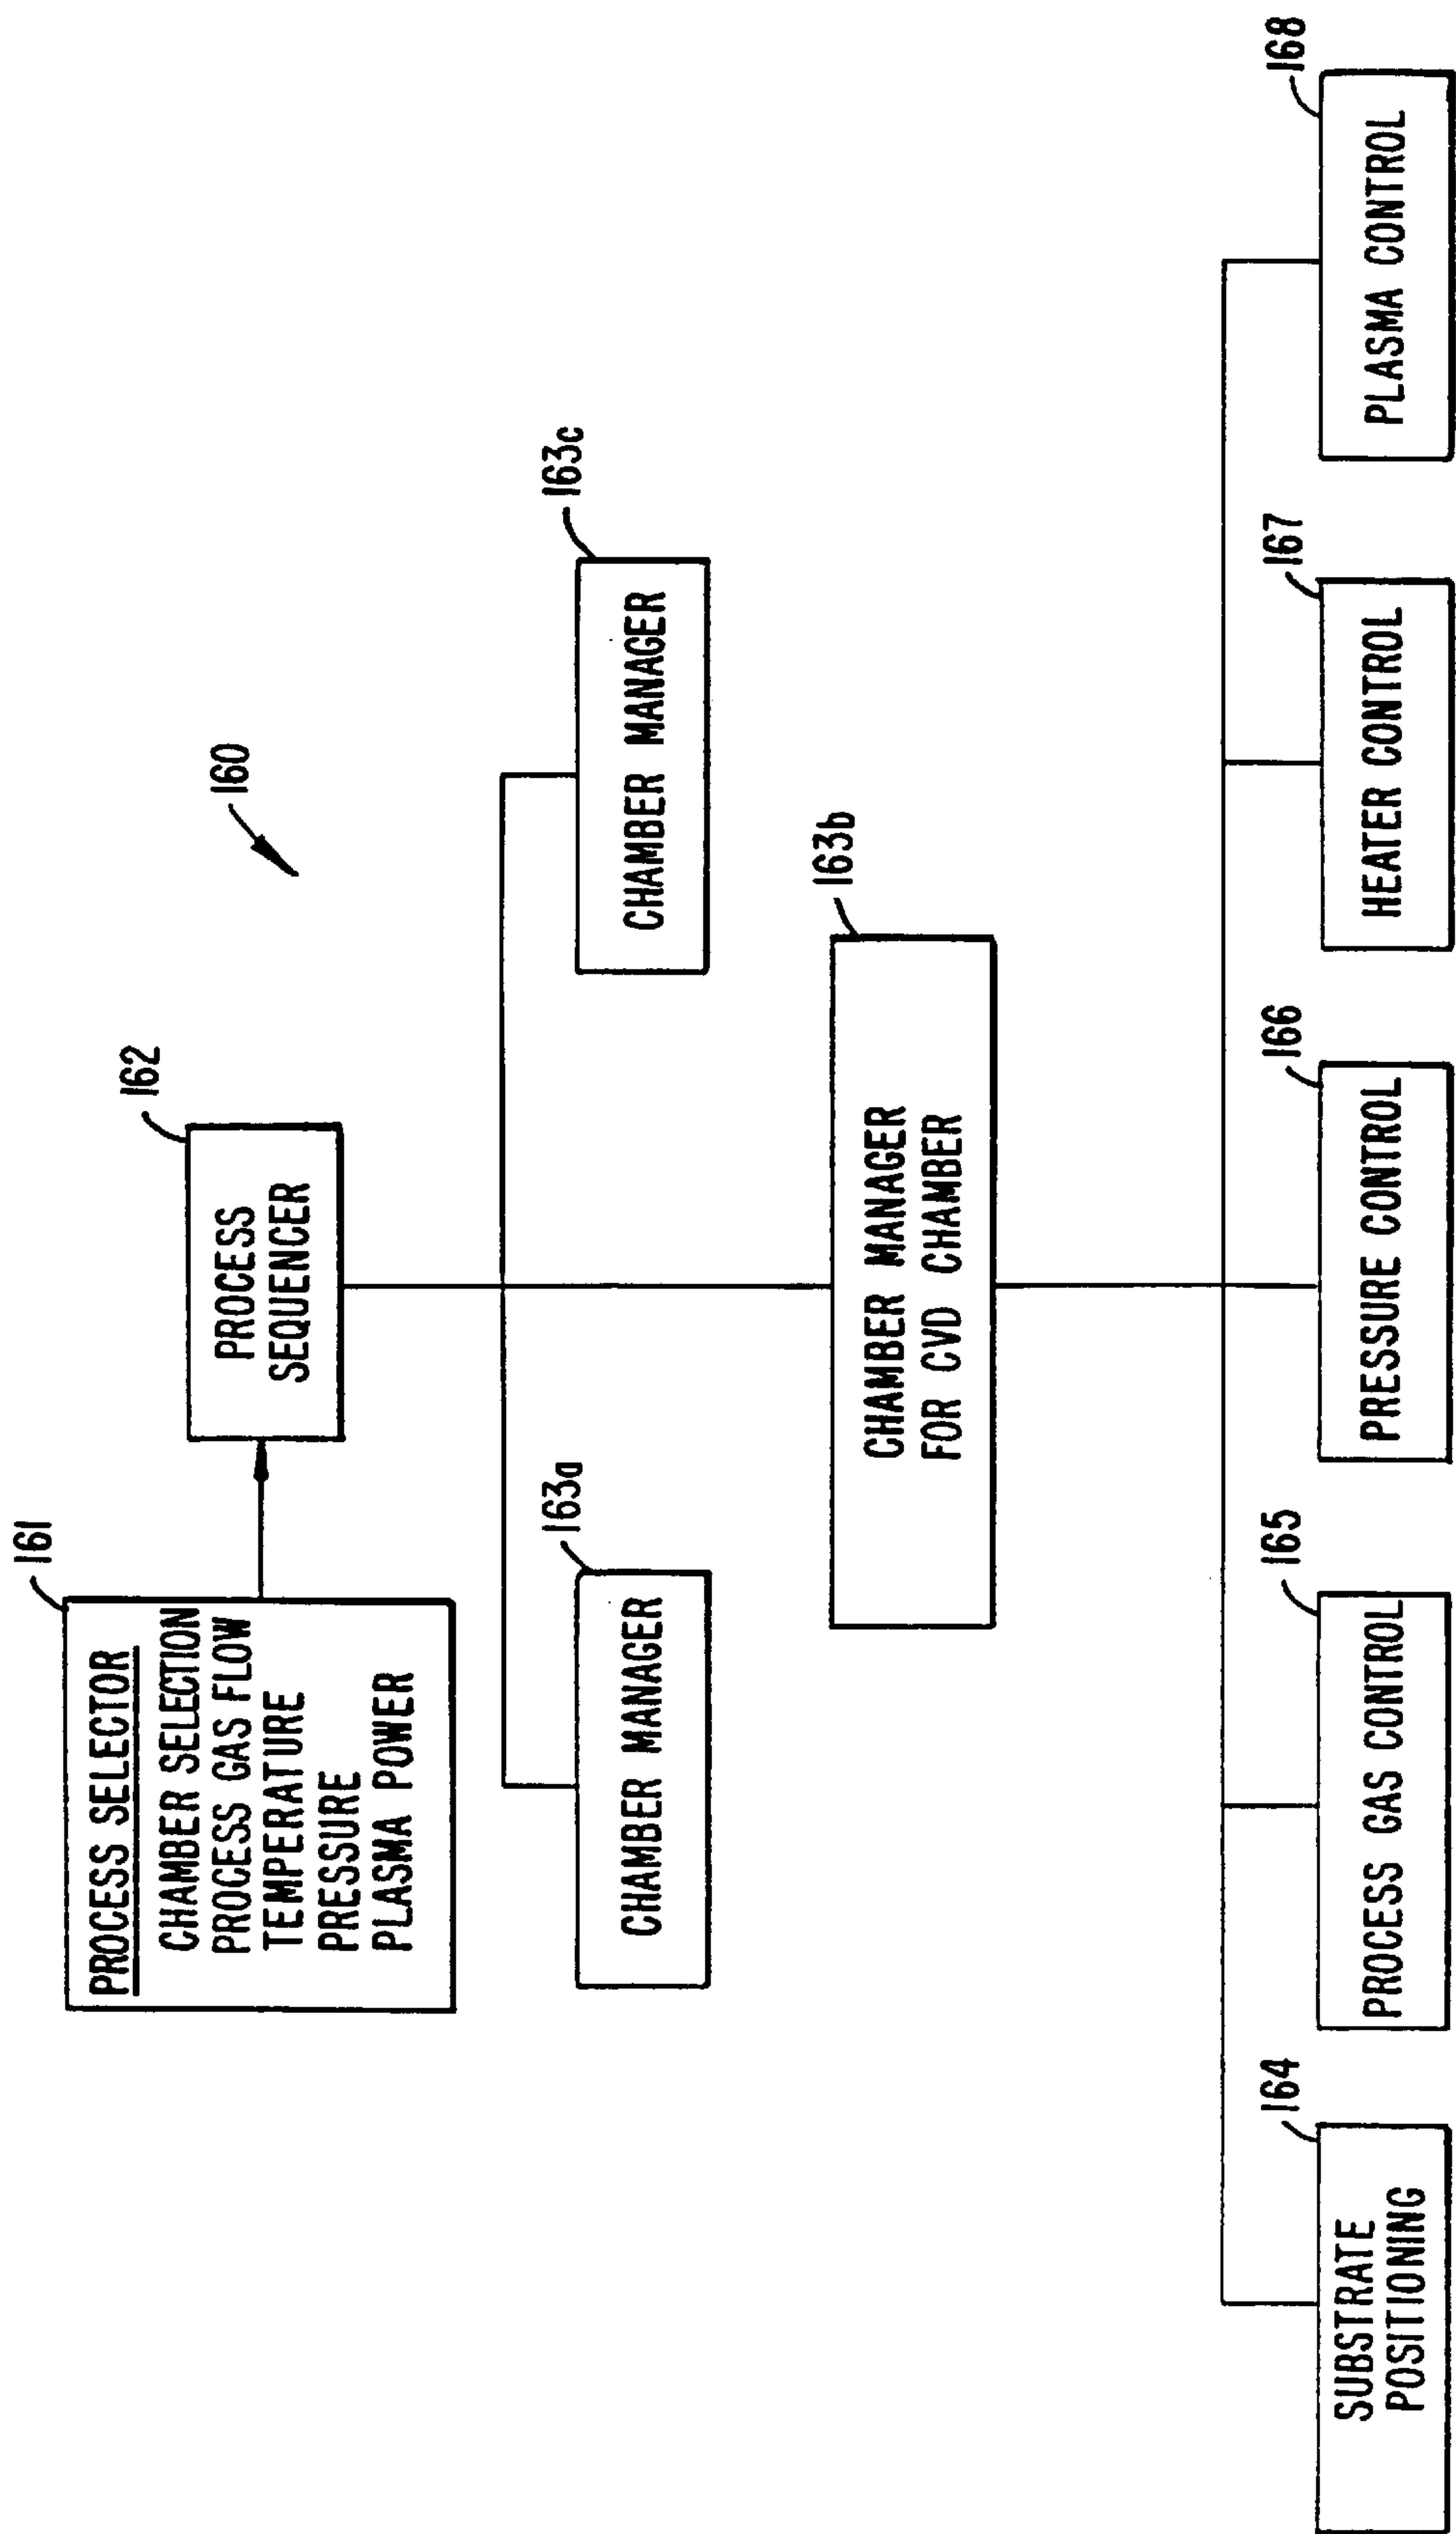 160
161
PROCESS SELECTOR
CHAMBER SELECTION
PROCESS GAS FLOW
TEMPERATURE
PRESSURE
PLASMA POWER
162
PROCESS
SEQUENCER
163a
CHAMBER MANAGER
163c
CHAMBER MANAGER
163b
CHAMBER MANAGER
FOR CVD CHAMBER
164
SUBSTRATE
POSITIONING
165
PROCESS GAS CONTROL
166
PRESSURE CONTROL
167
HEATER CONTROL
168
PLASMA CONTROL